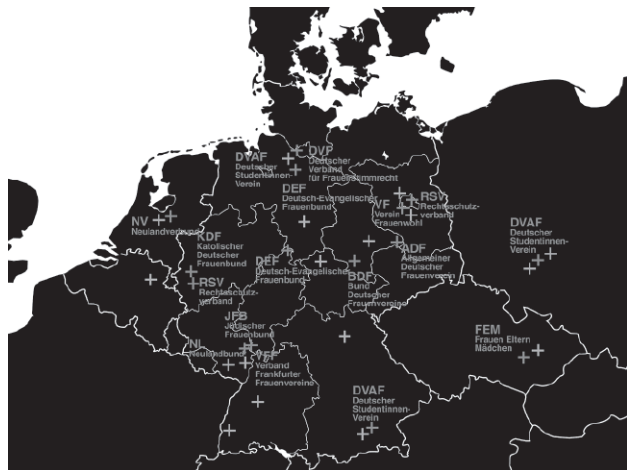 DVAF
Deutscher
Studentinnen-
Verein
DVF
Deutscher
Verband
für Frauenstimmrecht
DEF
Deutsch-Evangelischer
Frauenbund
VF
Verein
Frauenwohl
RSV
Rechtsschutz-
verband
NV
KDF
Katolischer
Deutscher
Frauenbund
DEF
Deutsch-Evangelischer
Frauenbund
ADF
Allgemeiner
Deutscher
Frauenverein
DVAF
Deutscher
Studentinnen-
Verein
RSV
Rechtsschutz-
verband
BDF
Bund
Deutscher
Frauenvereine
JFB
Jüdischer
Frauenbund
Neulandbund
Verband
Frankfurter
Frauenvereine
FEM
Frauen Eltern
Mädchen
DVAF
Deutscher
Studentinnen-
Verein